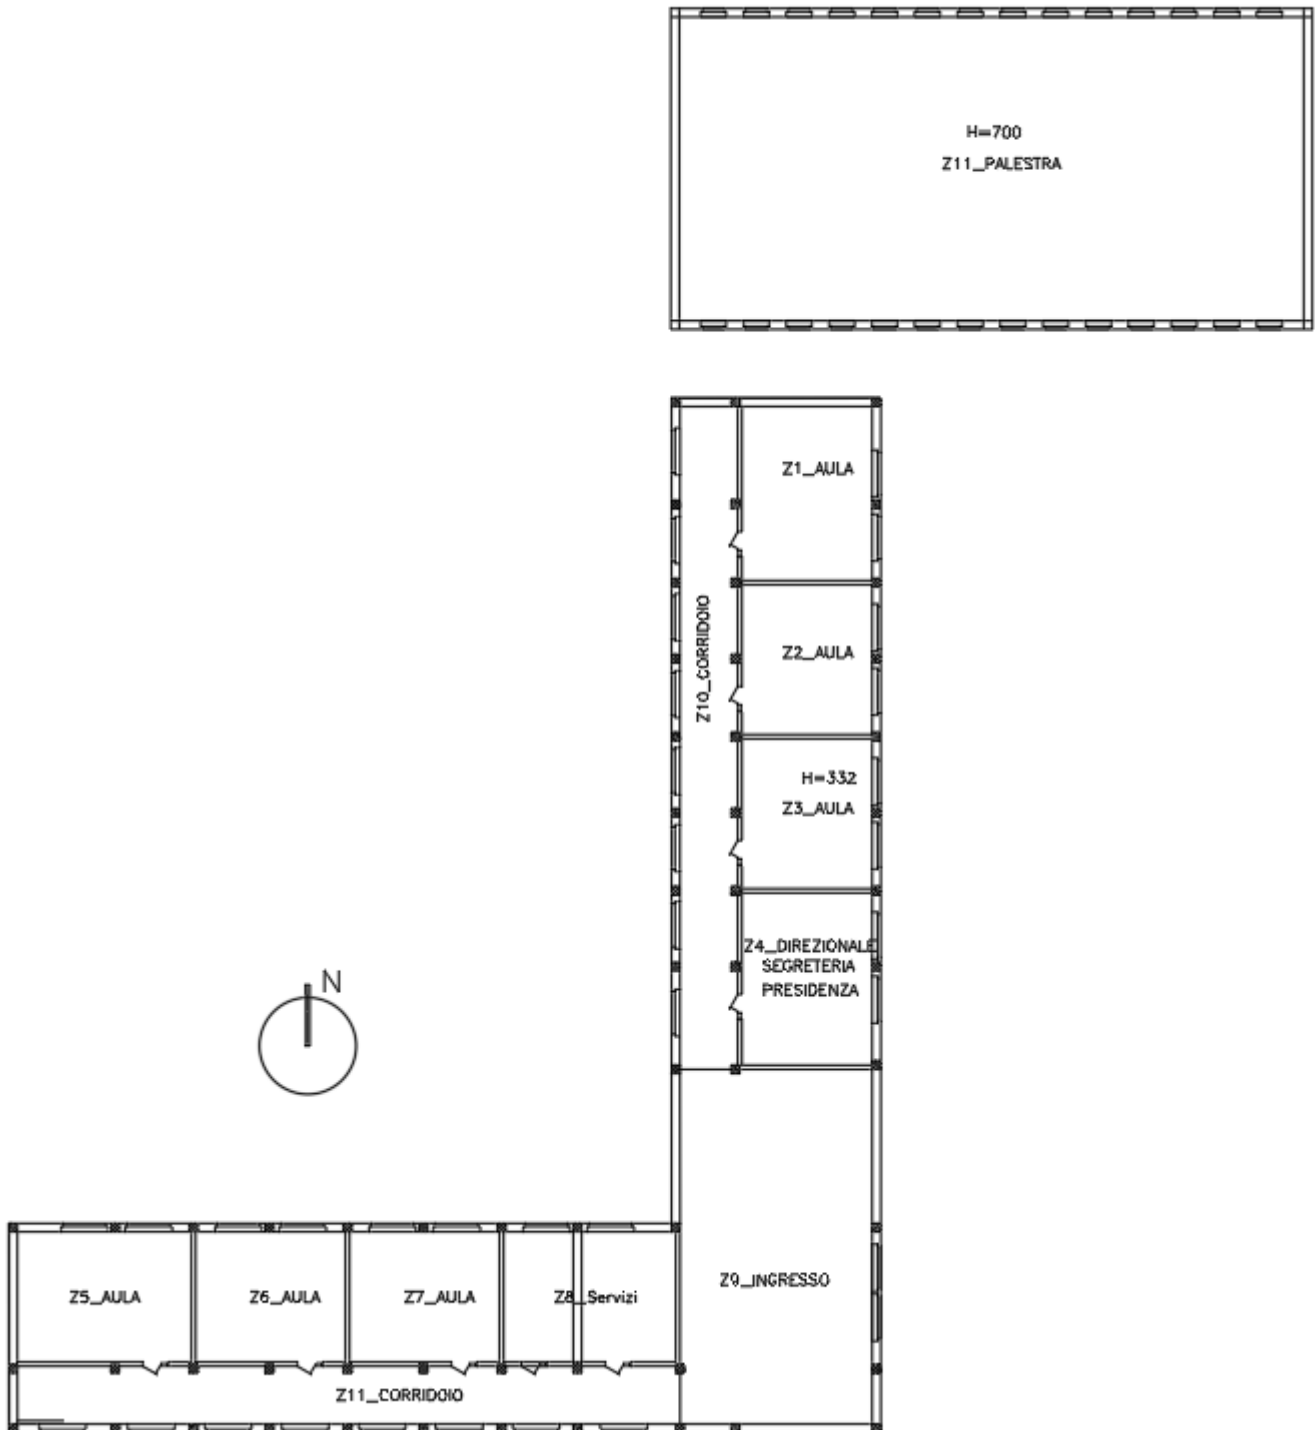 H=700
Z11_PALESTRA
Z1_AULA
Z10_CORRIDOIO
Z2_AULA
H=332
Z3_AULA
Z4_DIREZIONALE
SEGRETERIA
PRESIDENZA
N
Z9_INGRESSO
Z5_AULA
Z6_AULA
Z7_AULA
Z8_Servizi
Z11_CORRIDOIO